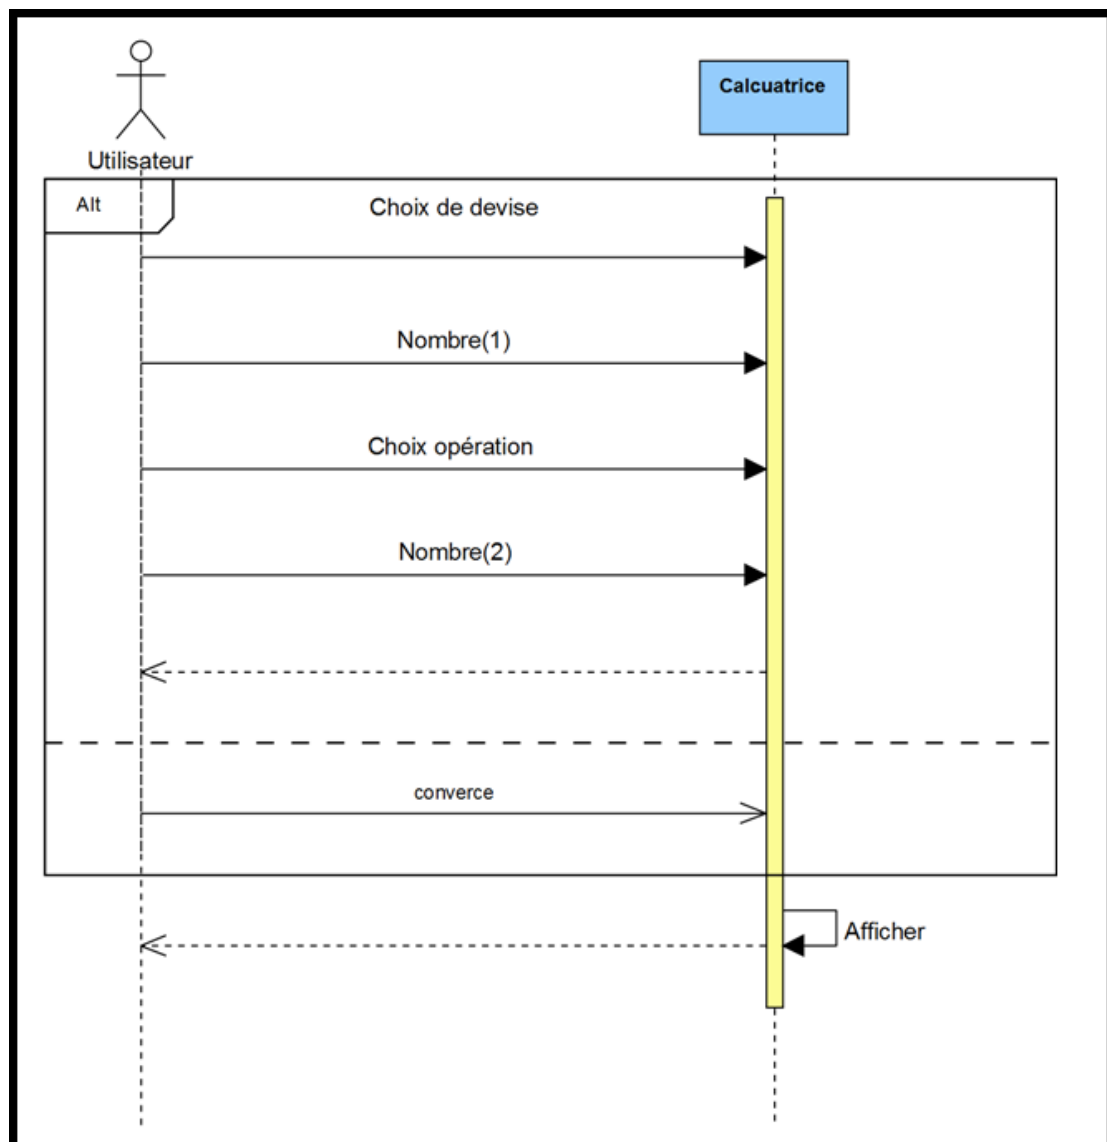 Calcuatrice
Utilisateur
Alt
Choix de devise
Nombre(1)
Choix opération
Nombre(2)
converce
Afficher